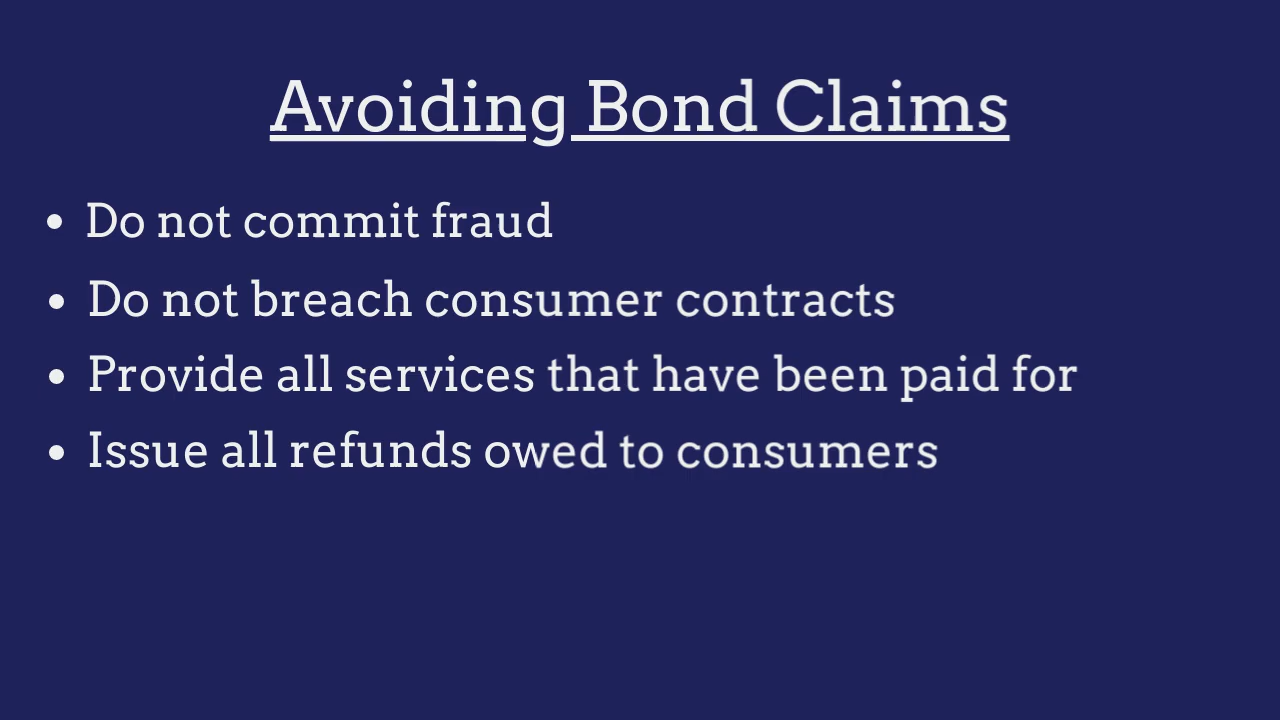 Avoiding Bond Claims
• Do not commit fraud
• Do not breach consumer contracts
• Provide all services that have been paid for
• Issue all refunds owed to consumers